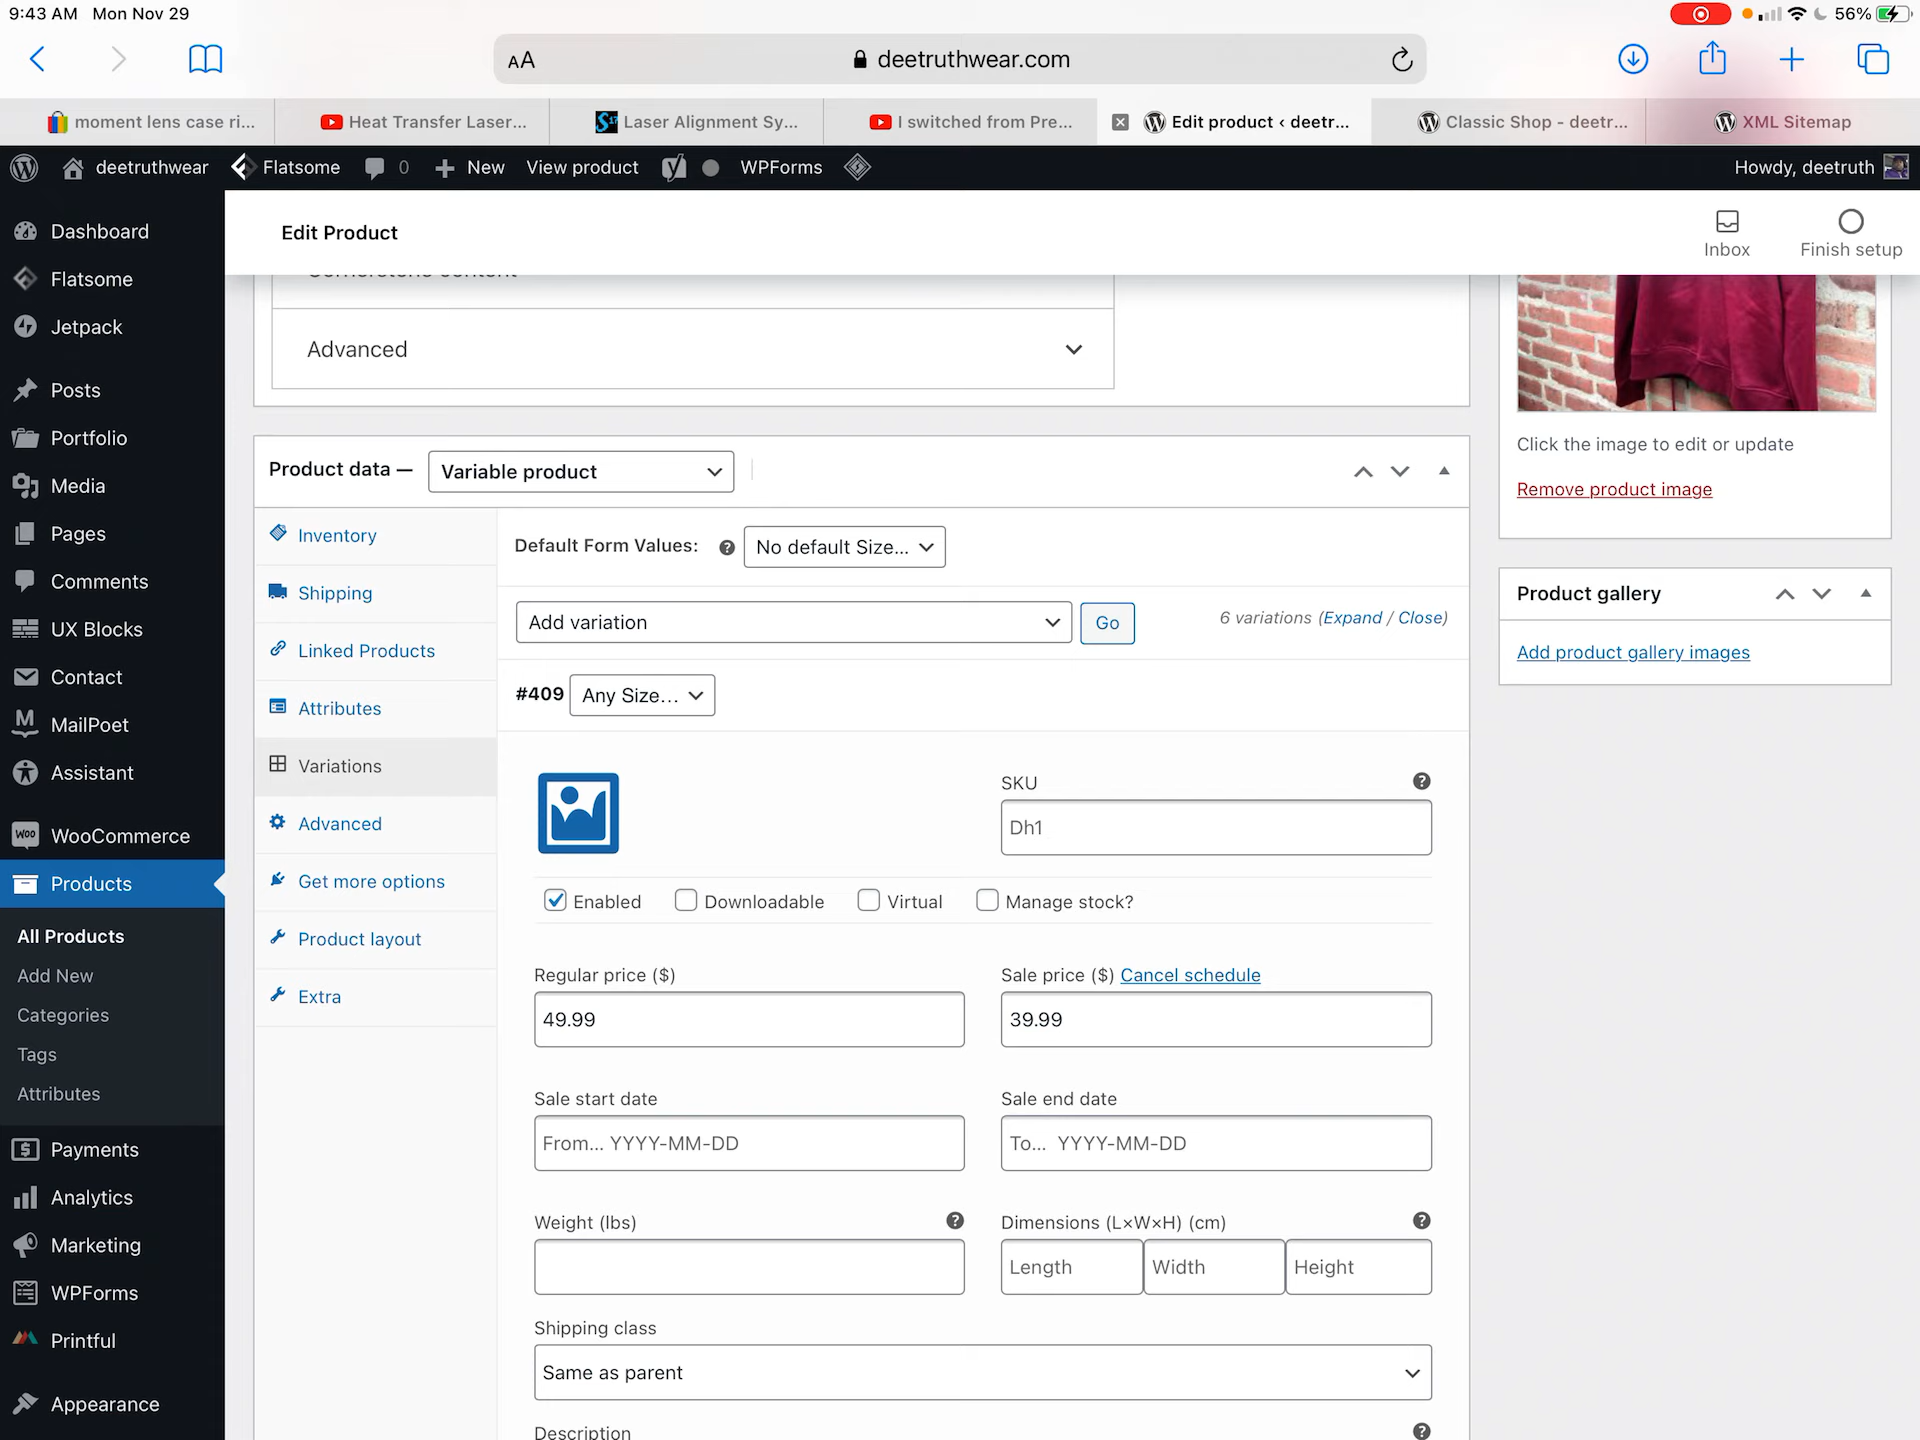 9:43 AM Mon Nov 29
56%
AA deetruthwear.com
moment lens case ri...
Heat Transfer Laser...
Laser Alignment Sy...
I switched from Pre...
Edit product ‹ deetr...
Classic Shop - deetr...
XML Sitemap
deetruthwear Flatsome 0 New View product WPForms Howdy, deetruth
Edit Product
Inbox
Finish setup
Dashboard
Flatsome
Jetpack
Posts
Portfolio
Media
Pages
Comments
UX Blocks
Contact
MailPoet
Assistant
WooCommerce
Products
All Products
Add New
Categories
Tags
Attributes
Payments
Analytics
Marketing
WPForms
Printful
Appearance
Cornerstone content
Advanced
Product data — Variable product
Inventory
Shipping
Linked Products
Attributes
Variations
Advanced
Get more options
Product layout
Extra
Default Form Values: No default Size...
Add variation Go 6 variations (Expand / Close)
#409 Any Size...
SKU
Dh1
Enabled Downloadable Virtual Manage stock?
Regular price ($)
49.99
Sale price ($) Cancel schedule
39.99
Sale start date
From... YYYY-MM-DD
Sale end date
To... YYYY-MM-DD
Weight (lbs)
Dimensions (L×W×H) (cm)
Length Width Height
Shipping class
Same as parent
Description
Click the image to edit or update
Remove product image
Product gallery
Add product gallery images